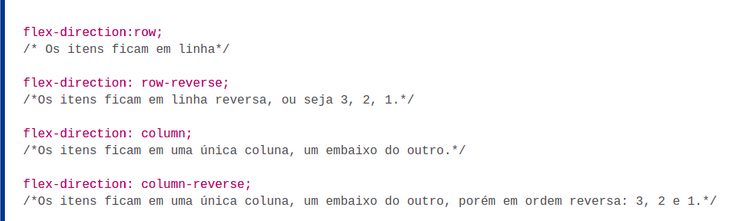 flex-direction:row;
/* Os itens ficam em linha*/
flex-direction: row-reverse;
/*Os itens ficam em linha reversa, ou seja 3, 2, 1.*/
flex-direction: column;
/*Os itens ficam em uma única coluna, um embaixo do outro.*/
flex-direction: column-reverse;
/*Os itens ficam em uma única coluna, um embaixo do outro, porém em ordem reversa: 3, 2 e 1.*/